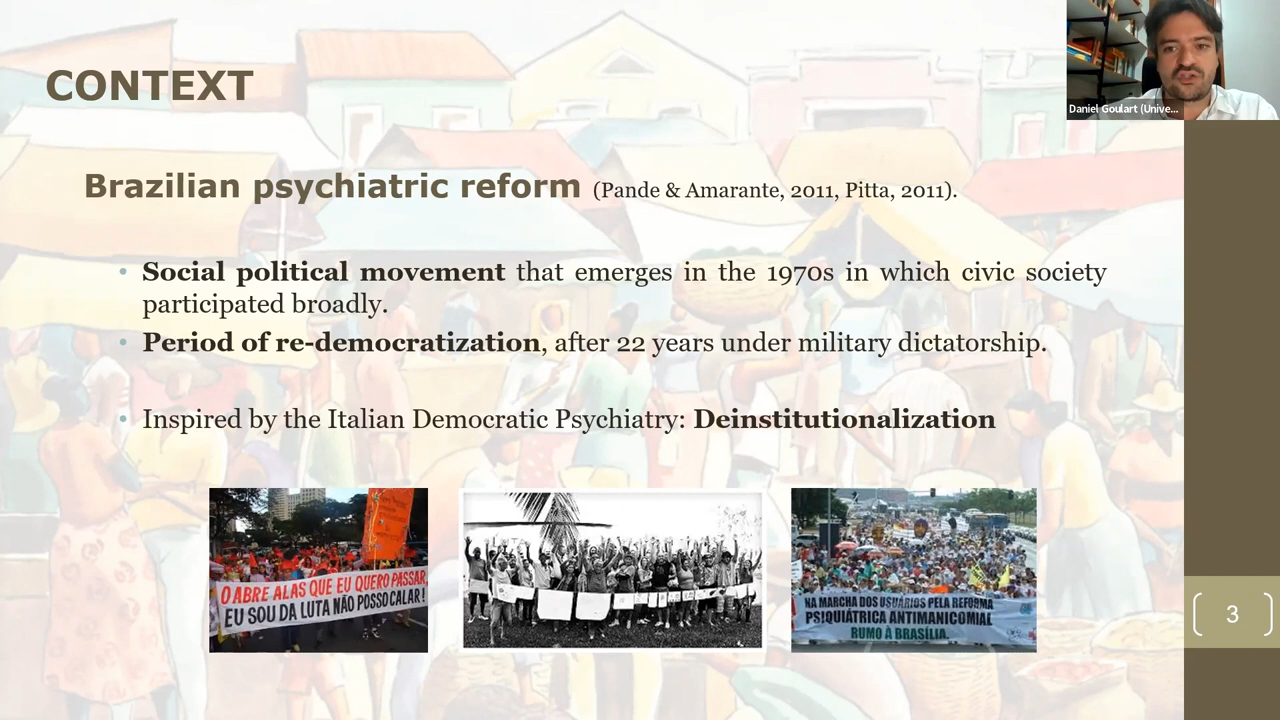 CONTEXT
Daniel Goulart (Unive...
Brazilian psychiatric reform (Pande & Amarante, 2011, Pitta, 2011).
• Social political movement that emerges in the 1970s in which civic society
participated broadly.
• Period of re-democratization, after 22 years under military dictatorship.
• Inspired by the Italian Democratic Psychiatry: Deinstitutionalization
O ABRE ALAS QUE EU QUERO PASSAR,
EU SOU DA LUTA NÃO POSSO CALAR!
NA MARCHA DOS USUÁRIOS PELA REFORMA
PSIQUIÁTRICA ANTIMANICOMIAL
RUMO À BRASÍLIA.
3